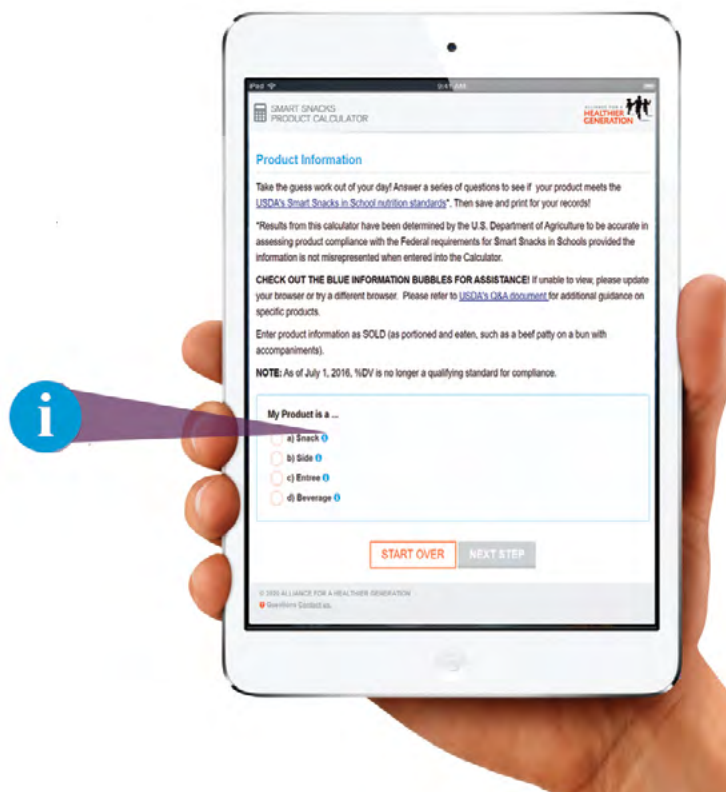 iPad 9:41 AM
SMART SNACKS
PRODUCT CALCULATOR
ALLIANCE FOR A
HEALTHIER
GENERATION
Product Information
Take the guess work out of your day! Answer a series of questions to see if your product meets the
USDA's Smart Snacks in School nutrition standards*. Then save and print for your records!
*Results from this calculator have been determined by the U.S. Department of Agriculture to be accurate in
assessing product compliance with the Federal requirements for Smart Snacks in Schools provided the
information is not misrepresented when entered into the Calculator.
CHECK OUT THE BLUE INFORMATION BUBBLES FOR ASSISTANCE! If unable to view, please update
your browser or try a different browser. Please refer to USDA's Q&A document for additional guidance on
specific products.
Enter product information as SOLD (as portioned and eaten, such as a beef patty on a bun with
accompaniments).
NOTE: As of July 1, 2016, %DV is no longer a qualifying standard for compliance.
My Product is a ...
a) Snack i
i
b) Side i
c) Entree i
d) Beverage i
START OVER NEXT STEP
© 2020 ALLIANCE FOR A HEALTHIER GENERATION
Questions Contact us.